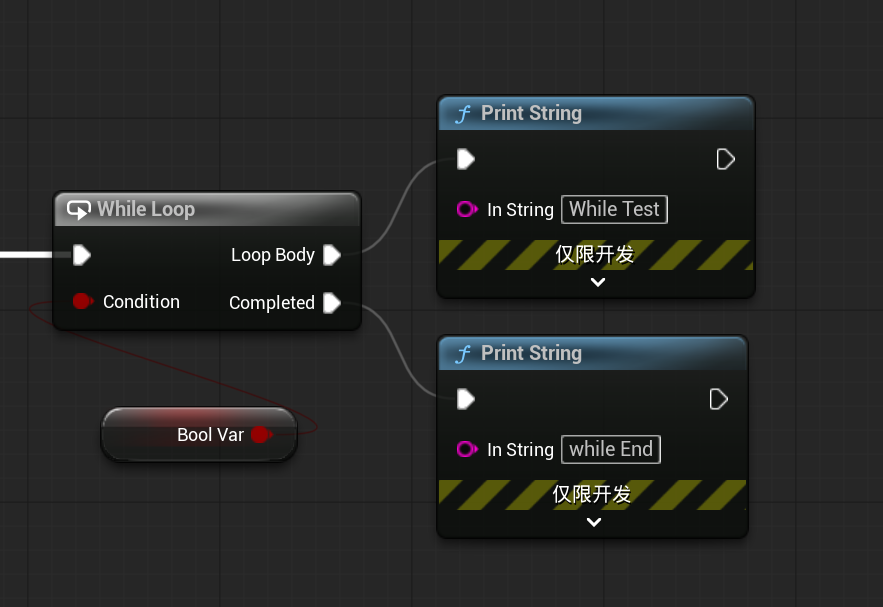 Print String
In String While Test
仅限开发
While Loop
Loop Body
Condition Completed
Bool Var
Print String
In String while End
仅限开发